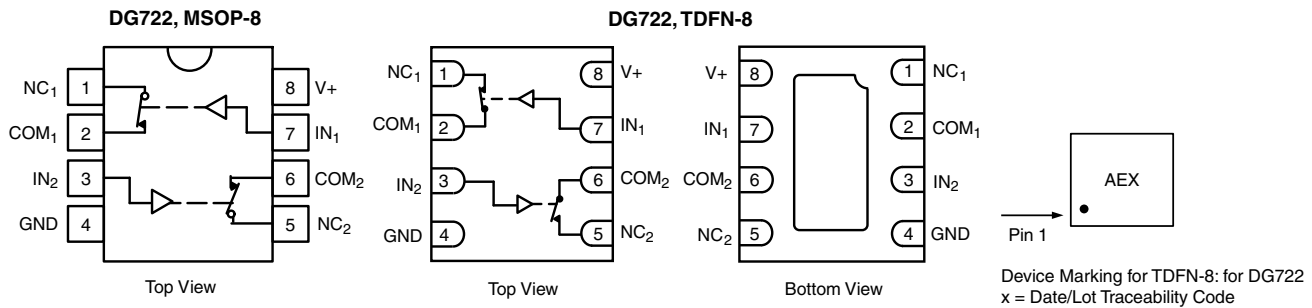 DG722, MSOP-8
NC1
1
8
V+
COM1
2
7
IN1
IN2
3
6
COM2
GND
4
5
NC2
Top View
DG722, TDFN-8
NC1
1
8
V+
COM1
2
7
IN1
IN2
3
6
COM2
GND
4
5
NC2
Top View
V+
8
1
NC1
IN1
7
2
COM1
COM2
6
3
IN2
NC2
5
4
GND
Bottom View
AEX
Pin 1
Device Marking for TDFN-8: for DG722
x = Date/Lot Traceability Code